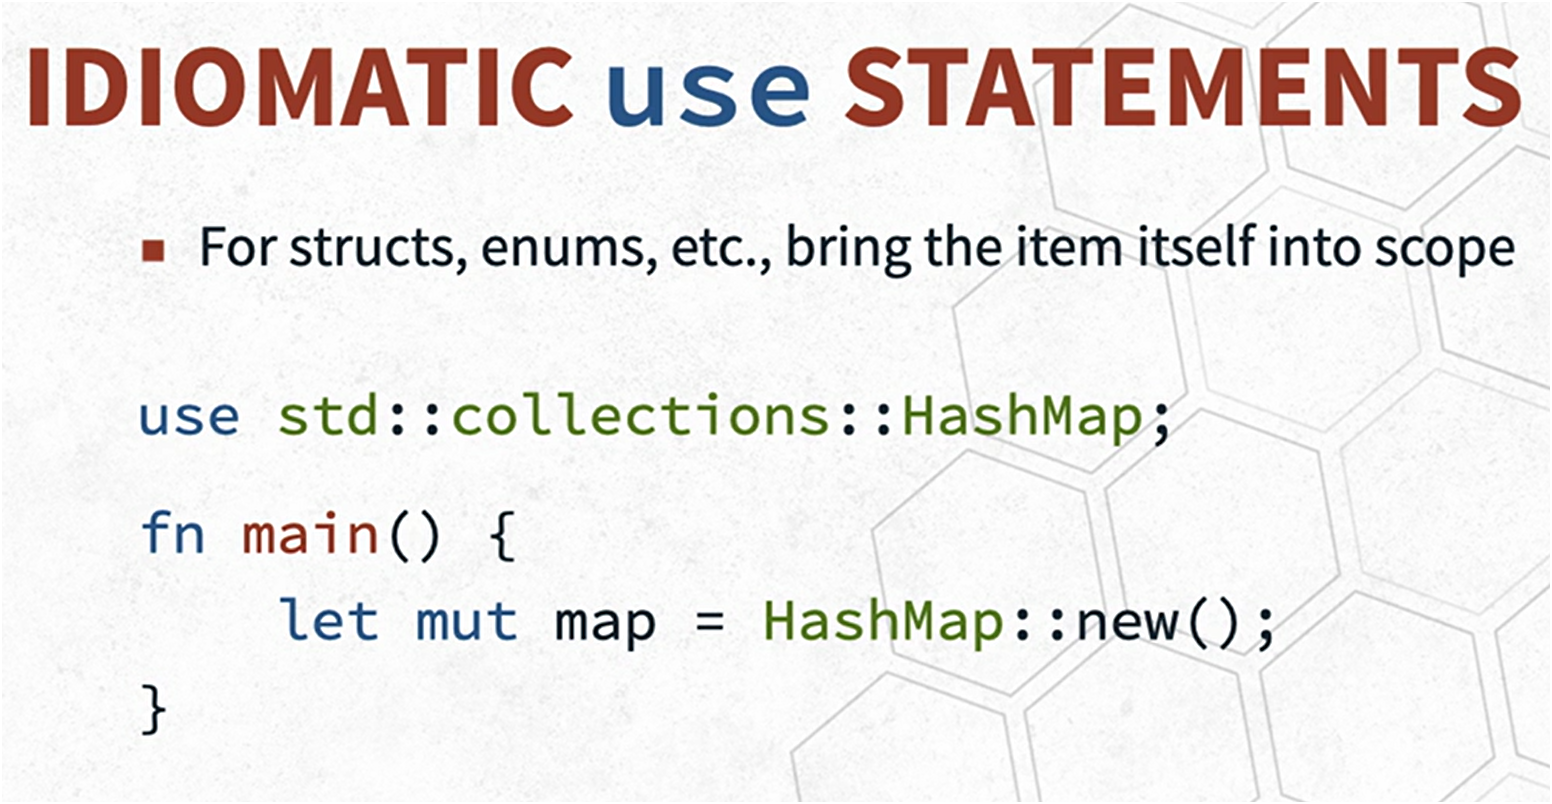 IDIOMATIC use STATEMENTS
▪ For structs, enums, etc., bring the item itself into scope
use std::collections::HashMap;
fn main() {
    let mut map = HashMap::new();
}